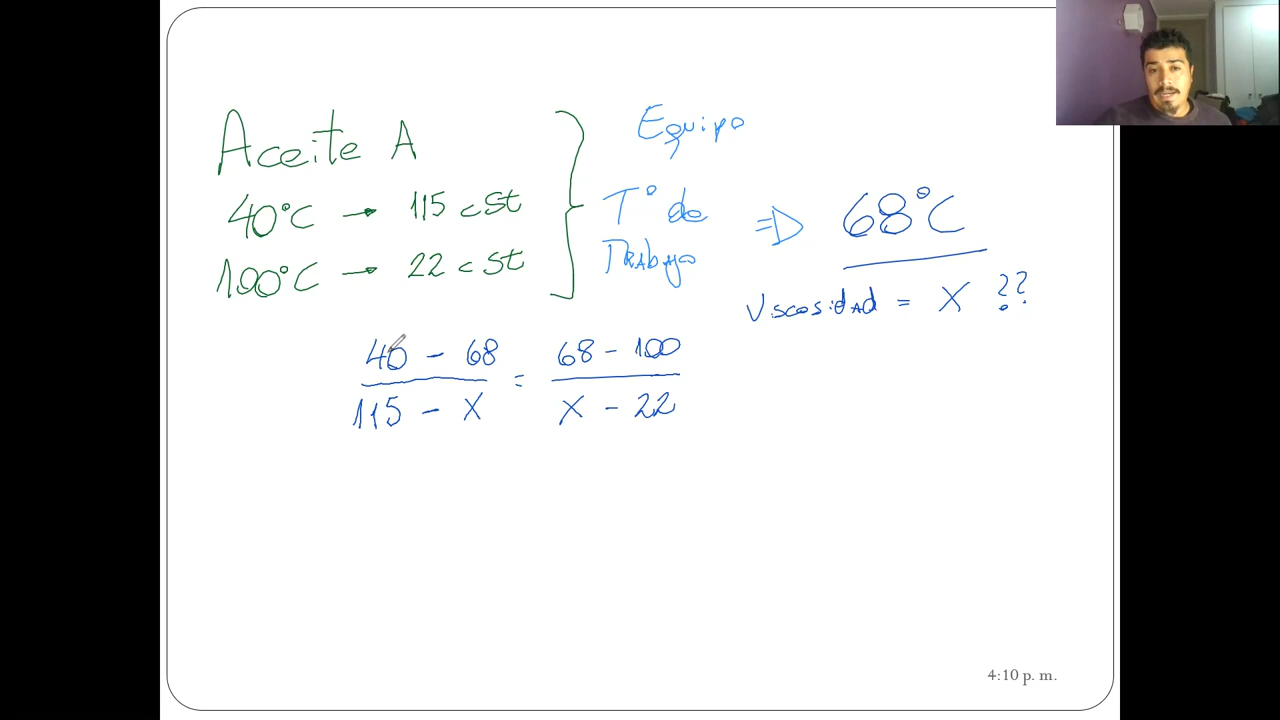 Aceite A
40°C → 115 cSt
100°C → 22 cSt
Equipo
T° de
Trabajo
⇒ 68°C
Viscosidad = X ??
40 - 68 = 68 - 100
115 - X   X - 22
4:10 p. m.